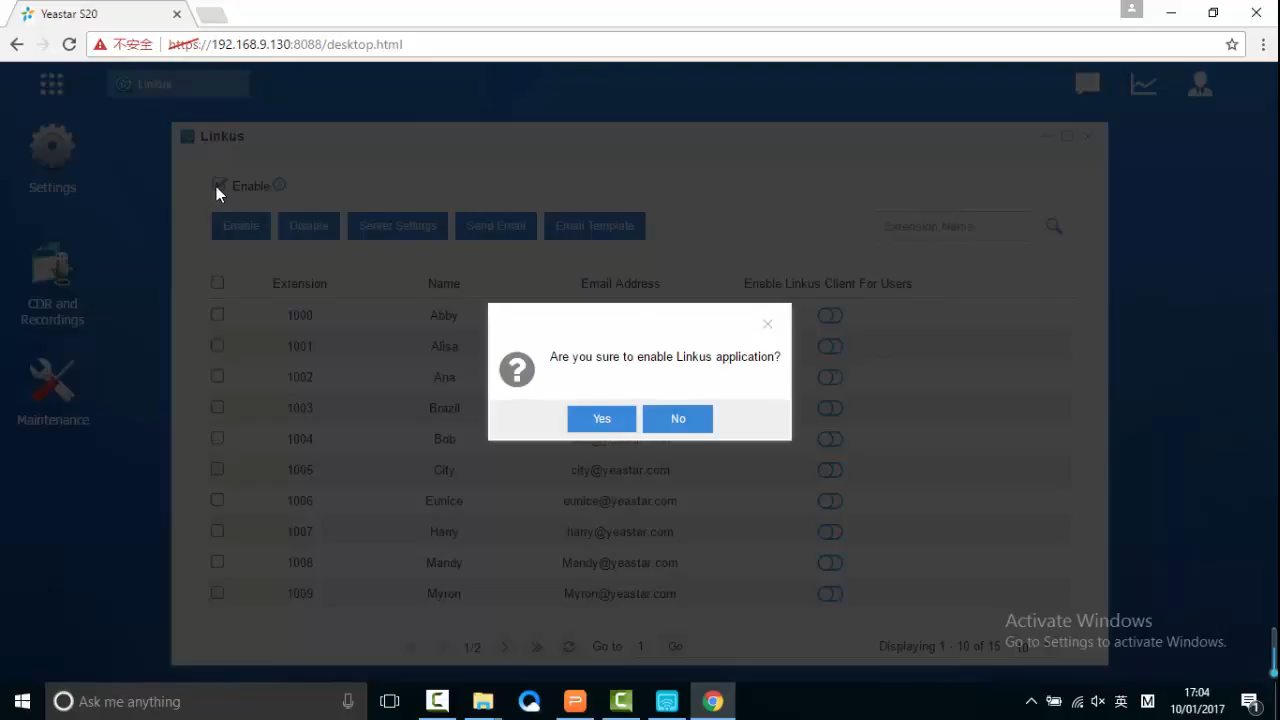 Yeastar S20
不安全
https://192.168.9.130:8088/desktop.html
Linkus
Settings
CDR and
Recordings
Maintenance
Linkus
Enable
Enable
Disable
Server Settings
Send Email
Email Template
Extension,Name
Extension Name Email Address Enable Linkus Client For Users
1000 Abby
1001 Alisa
1002 Ana
1003 Brazil
1004 Bob
1005 City city@yeastar.com
1006 Eunice eunice@yeastar.com
1007 Harry harry@yeastar.com
1008 Mandy Mandy@yeastar.com
1009 Myron Myron@yeastar.com
Are you sure to enable Linkus application?
Yes No
1/2 Go to 1 Go Displaying 1 - 10 of 15 10
Activate Windows
Go to Settings to activate Windows.
Ask me anything
英
M
17:04
10/01/2017
1